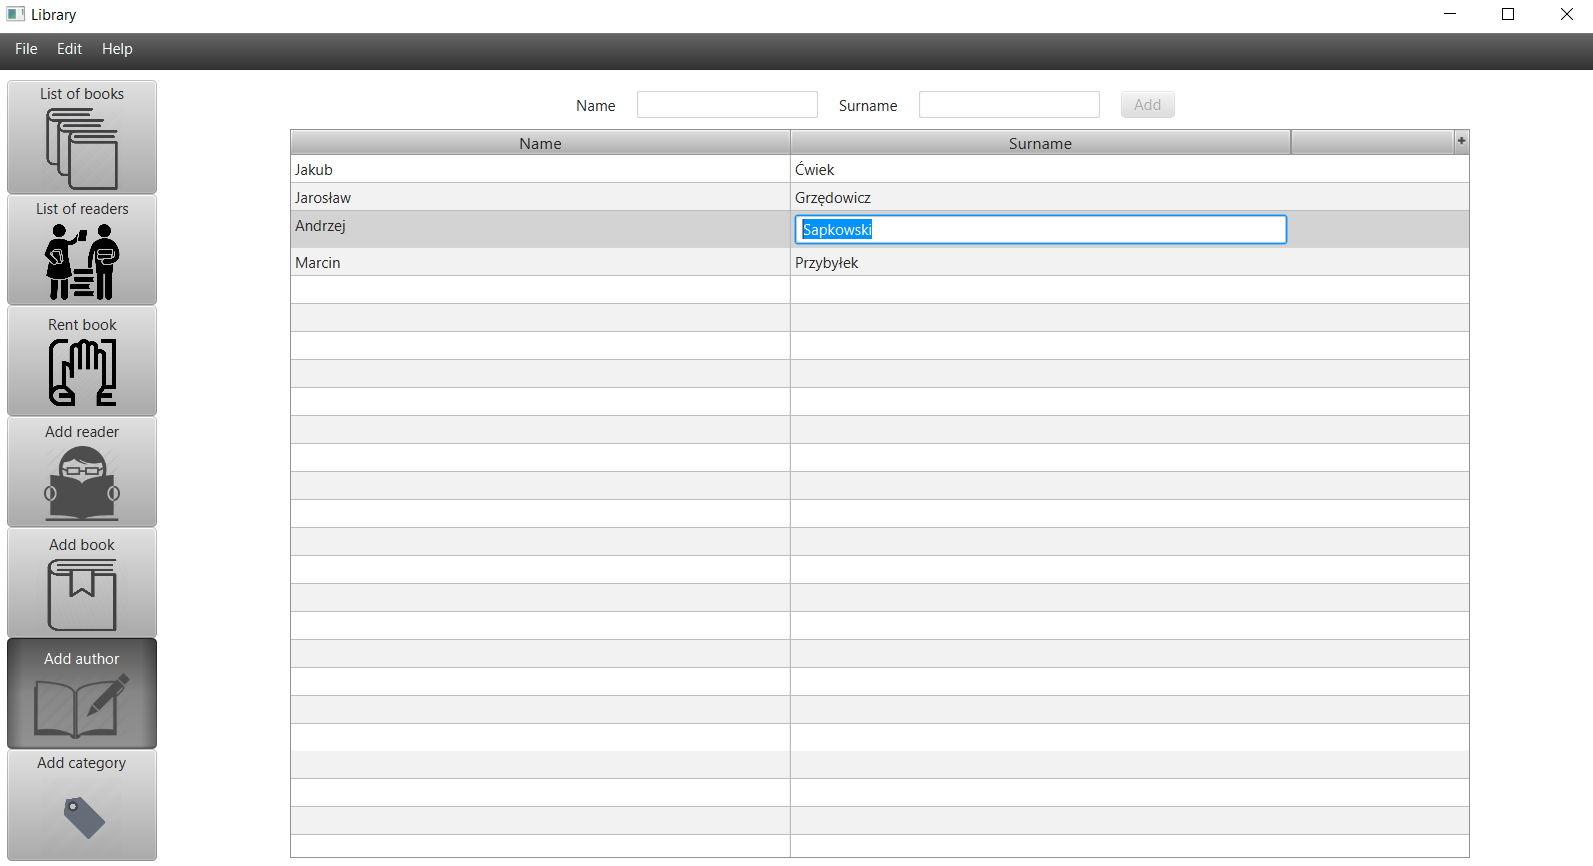 Library
File Edit Help
List of books
List of readers
Rent book
Add reader
Add book
Add author
Add category
Name Surname Add
Name Surname +
Jakub Ćwiek
Jarosław Grzędowicz
Andrzej Sapkowski
Marcin Przybyłek